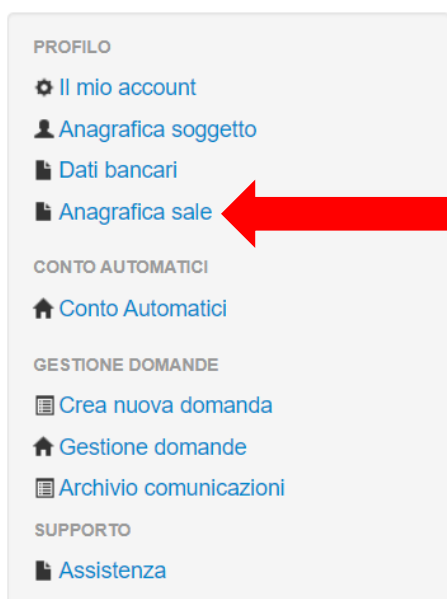 PROFILO
Il mio account
Anagrafica soggetto
Dati bancari
Anagrafica sale
CONTO AUTOMATICI
Conto Automatici
GESTIONE DOMANDE
Crea nuova domanda
Gestione domande
Archivio comunicazioni
SUPPORTO
Assistenza